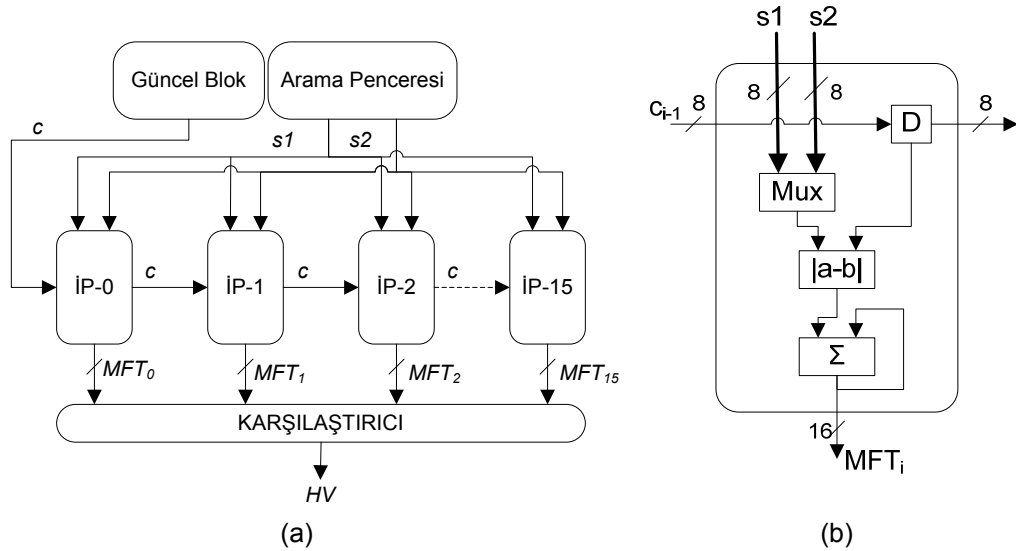 Güncel Blok
Arama Penceresi
c
s1
s2
İP-0
c
İP-1
c
İP-2
c
İP-15
MFT0
MFT1
MFT2
MFT15
KARŞILAŞTIRICI
HV
(a)
s1 s2
8 8
ci-1 8
D
8
Mux
|a-b|
Σ
16
MFTi
(b)